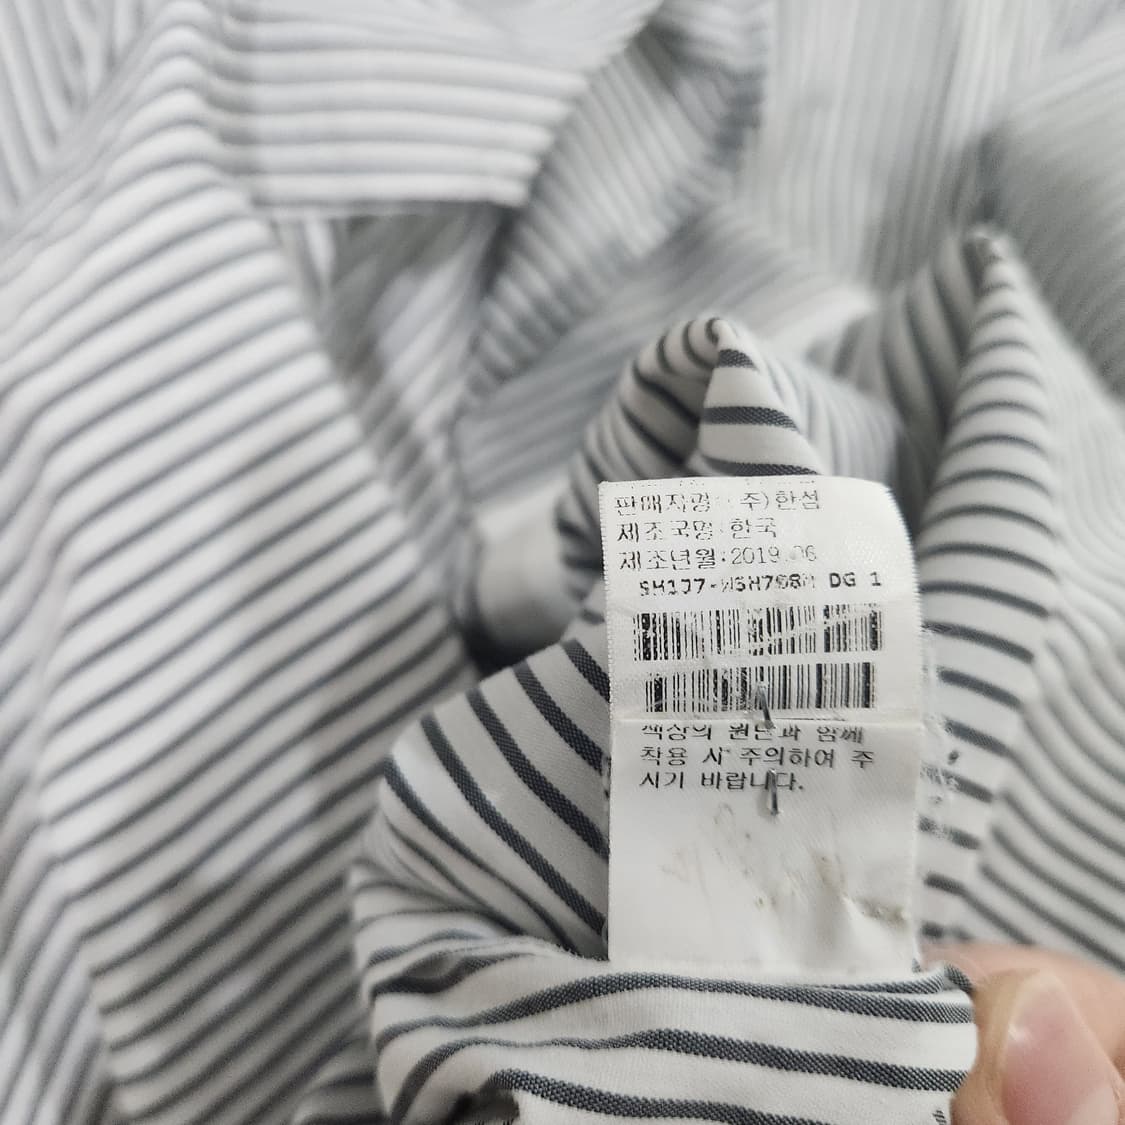 판매자명 (주)한섬
제조국명:한국
제조년월:2019.06
DG 1
색상의 원단과 함께
착용 시 주의하여 주
시기 바랍니다.